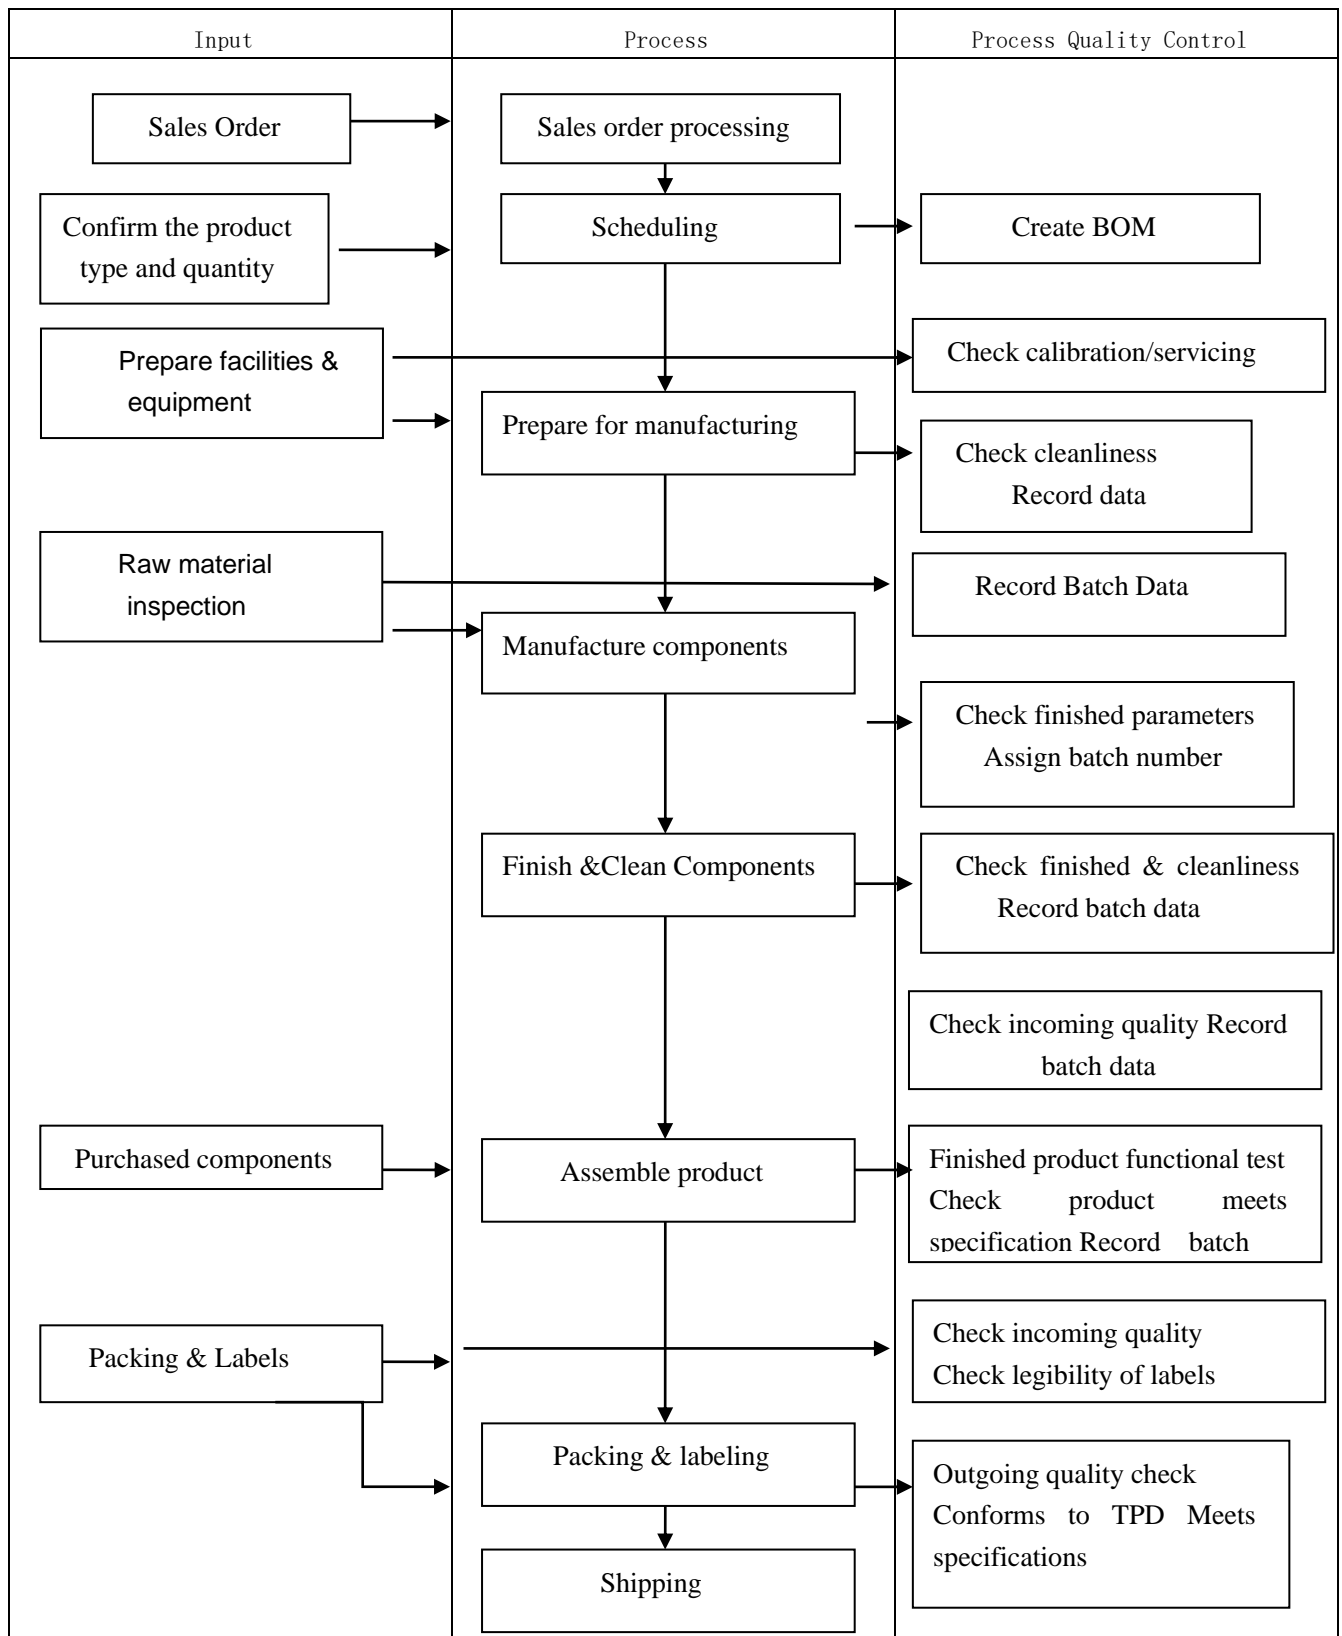 Input
Process
Process Quality Control
Sales Order
Sales order processing
Confirm the product
type and quantity
Scheduling
Create BOM
Prepare facilities &
equipment
Check calibration/servicing
Prepare for manufacturing
Check cleanliness
Record data
Raw material
inspection
Record Batch Data
Manufacture components
Check finished parameters
Assign batch number
Finish &Clean Components
Check finished & cleanliness
Record batch data
Check incoming quality Record
batch data
Purchased components
Assemble product
Finished product functional test
Check product meets
specification Record batch
Packing & Labels
Check incoming quality
Check legibility of labels
Packing & labeling
Outgoing quality check
Conforms to TPD Meets
specifications
Shipping